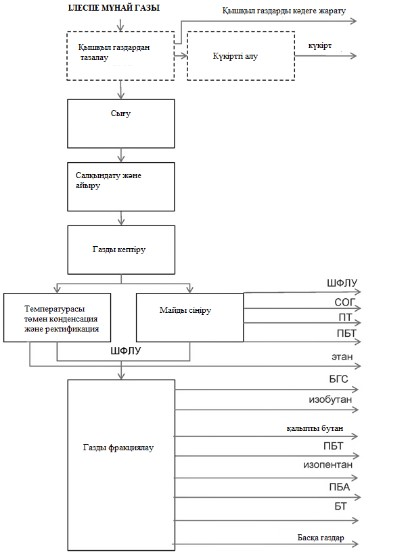 ІЛЕСПЕ МҰНАЙ ГАЗЫ
Қышқыл газдарды кәдеге жарату
Қышқыл газдардан
тазалау
Күкіртті алу
күкірт
Сығу
Салқындату және
айыру
Газды кептіру
Температурасы
төмен конденсация
және ректификация
Майды сіңіру
ШФЛУ
СОГ
ПТ
ПБТ
ШФЛУ
этан
БГС
изобутан
қалыпты бутан
Газды фракциялау
ПБТ
изопентан
ПБА
БТ
Басқа газдар